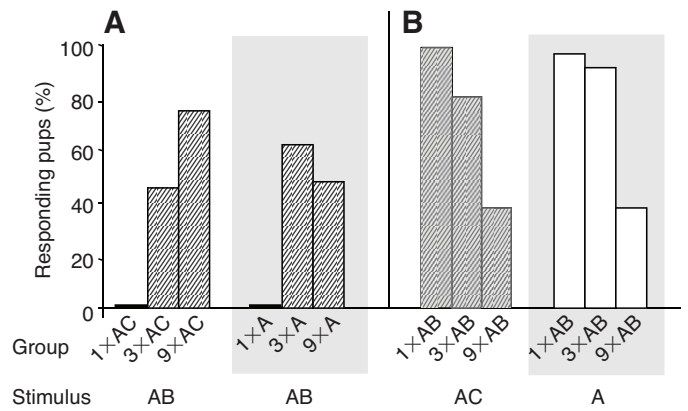 A
B
Responding pups (%)
100
80
60
40
20
0
Group
1×AC
3×AC
9×AC
1×A
3×A
9×A
1×AB
3×AB
9×AB
1×AB
3×AB
9×AB
Stimulus AB AB AC A